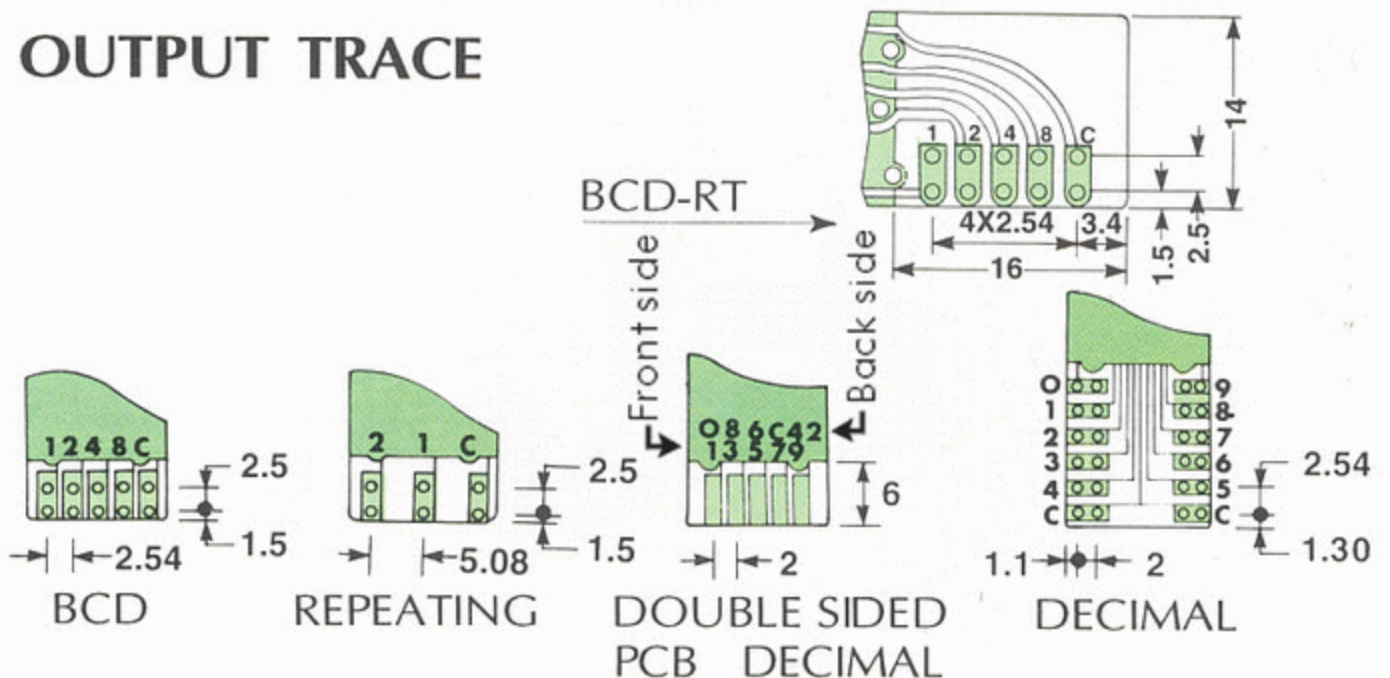 OUTPUT TRACE
1 2 4 8 C
14
4X2.54 3.4
1.5
2.5
16
BCD-RT
Front side
Back side
1 2 4 8 C
2.5
1.5
2.54
BCD
2 1 C
2.5
1.5
5.08
REPEATING
O 8 6 C 4 2
1 3 5 7 9
6
2
DOUBLE SIDED
PCB DECIMAL
O 9
1 8
2 7
3 6
4 5
C C
2.54
1.30
1.1 2
DECIMAL